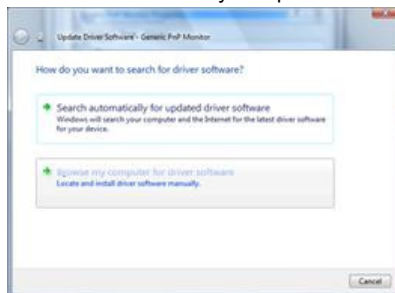 Update Driver Software - Generic PnP Monitor
How do you want to search for driver software?
Search automatically for updated driver software
Windows will search your computer and the Internet for the latest driver software
for your device.
Browse my computer for driver software
Locate and install driver software manually.
Cancel